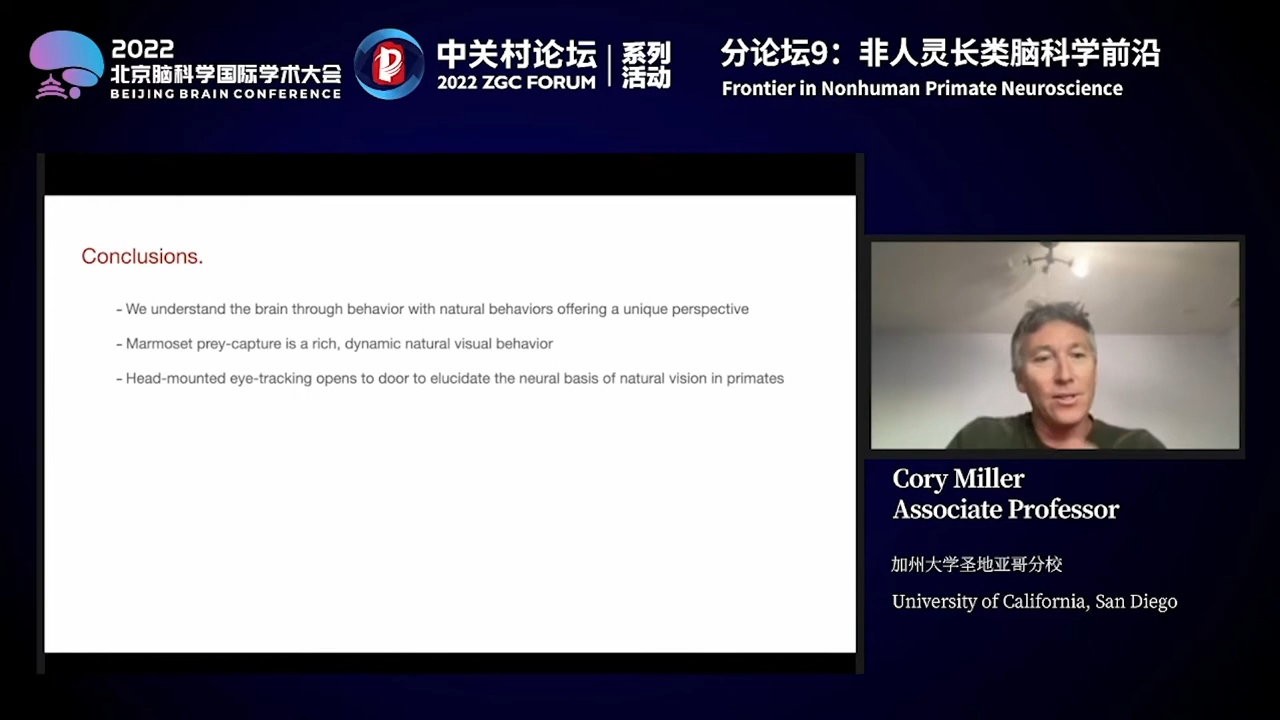 2022
北京脑科学国际学术大会
BEIJING BRAIN CONFERENCE
中关村论坛
2022 ZGC FORUM
系列
活动
分论坛9：非人灵长类脑科学前沿
Frontier in Nonhuman Primate Neuroscience
Conclusions.
- We understand the brain through behavior with natural behaviors offering a unique perspective
- Marmoset prey-capture is a rich, dynamic natural visual behavior
- Head-mounted eye-tracking opens to door to elucidate the neural basis of natural vision in primates
Cory Miller
Associate Professor
加州大学圣地亚哥分校
University of California, San Diego